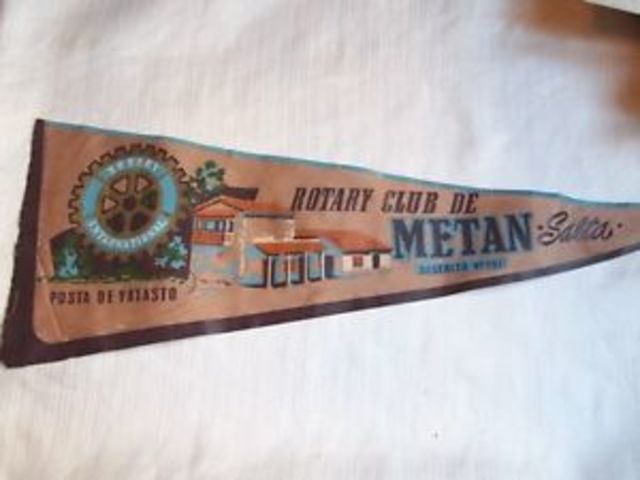 ROTARY
INTERNATIONAL
POSTA DE YATASTO
ROTARY CLUB DE
METAN
·Salta·